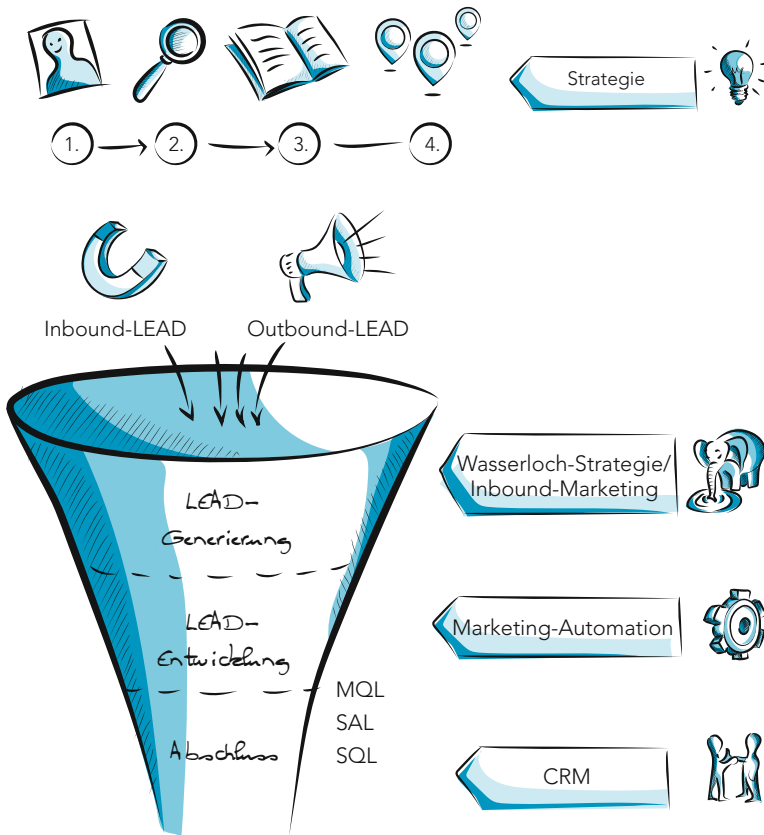 Strategie
1.
2.
3.
4.
Inbound-LEAD
Outbound-LEAD
Wasserloch-Strategie/
Inbound-Marketing
LEAD-
Generierung
Marketing-Automation
LEAD-
Entwicklung
MQL
SAL
SQL
Abschluss
CRM